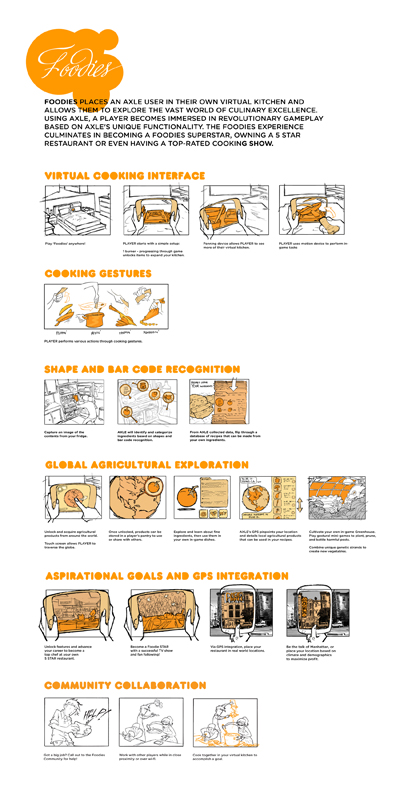 Foodies
FOODIES PLACES AN AXLE USER IN THEIR OWN VIRTUAL KITCHEN AND
ALLOWS THEM TO EXPLORE THE VAST WORLD OF CULINARY EXCELLENCE.
USING AXLE, A PLAYER BECOMES IMMERSED IN REVOLUTIONARY GAMEPLAY
BASED ON AXLE'S UNIQUE FUNCTIONALITY. THE FOODIES EXPERIENCE
CULMINATES IN BECOMING A FOODIES SUPERSTAR, OWNING A 5 STAR
RESTAURANT OR EVEN HAVING A TOP-RATED COOKING SHOW.
VIRTUAL COOKING INTERFACE
Play 'Foodies' anywhere!
PLAYER starts with a simple setup.
1 burner - progressing through game
unlocks items to expand your kitchen
Panning device allows PLAYER to see
more of their virtual kitchen.
PLAYER uses motion device to perform in-
game tasks
COOKING GESTURES
PLAYER performs various actions through cooking gestures.
SHAPE AND BAR CODE RECOGNITION
Capture an image of the
contents from your fridge.
AXLE will identify and categorize
ingredients based on shapes and
bar code recognition.
From AXLE collected data, flip through a
database of recipes that can be made from
your own ingredients.
GLOBAL AGRICULTURAL EXPLORATION
Unlock and acquire agricultural
products from around the world.
Touch screen allows PLAYER to
traverse the globe.
Once unlocked, products can be
stored in a player's pantry to use
or share with others.
Explore and learn about fine
ingredients, then use them in
your own in-game dishes.
AXLE's GPS pinpoints your location
and details local agricultural products
that can be used in your recipes.
Cultivate your own in-game Greenhouse.
Play gestural mini games to plant, prune,
and battle harmful pests.
Combine unique genetic strands to
create new vegetables.
ASPIRATIONAL GOALS AND GPS INTEGRATION
Unlock features and advance
your career to become a
top chef at your own
5 STAR restaurant.
Become a Foodie STAR
with a successful TV show
and fan following!
Via GPS integration, place your
restaurant in real world locations.
Be the talk of Manhattan, or
place your location based on
climate and demographics
to maximize profit.
COMMUNITY COLLABORATION
HELP!
Got a big job? Call out to the Foodies
Community for help!
Work with other players while in close
proximity or over wi-fi.
Cook together in your virtual kitchen to
accomplish a goal.